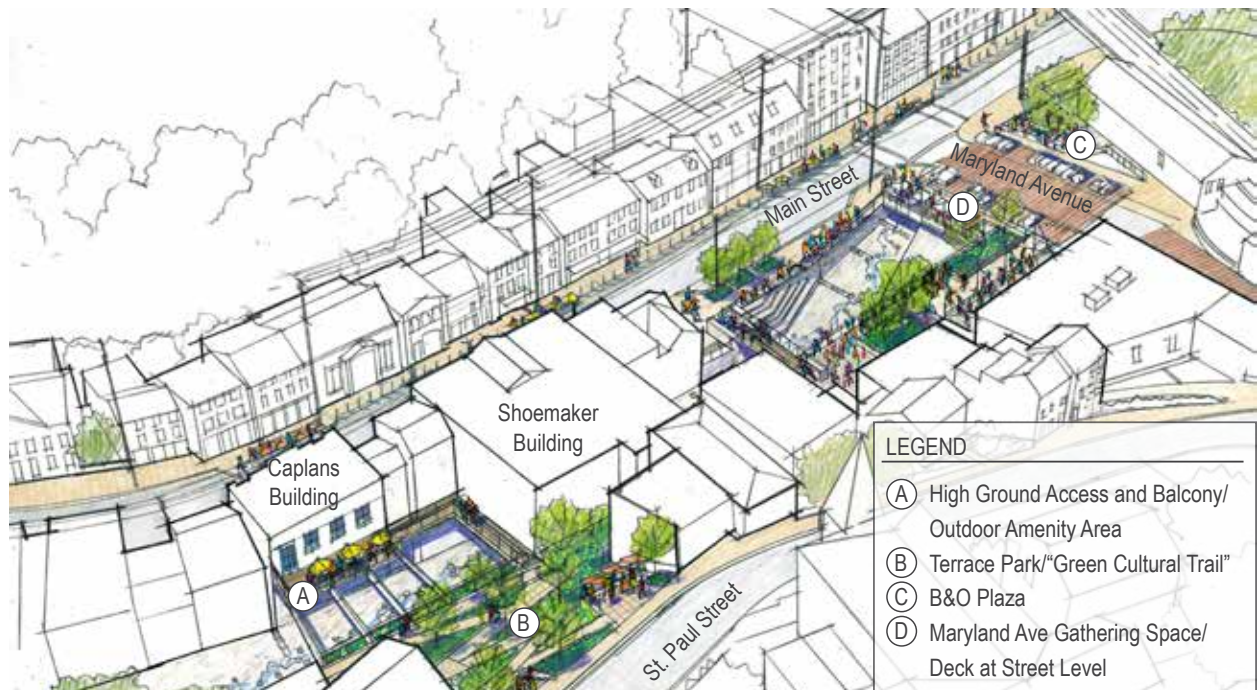 C
Maryland Avenue
Main Street
D
Shoemaker
Building
Caplans
Building
A
B
St. Paul Street
LEGEND
A High Ground Access and Balcony/
Outdoor Amenity Area
B Terrace Park/“Green Cultural Trail”
C B&O Plaza
D Maryland Ave Gathering Space/
Deck at Street Level